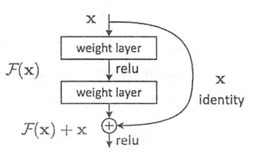 x
weight layer
F(x)
relu
x
weight layer
identity
F(x) + x
relu